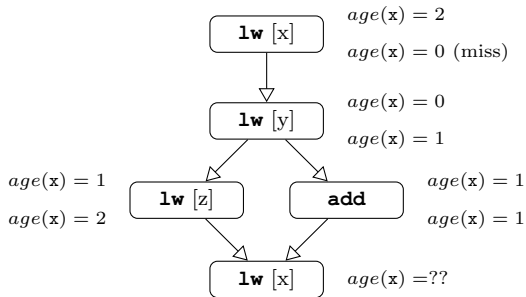 age(x) = 2
lw [x]
age(x) = 0 (miss)
age(x) = 0
lw [y]
age(x) = 1
age(x) = 1
age(x) = 1
lw [z]
add
age(x) = 2
age(x) = 1
lw [x]
age(x) =??